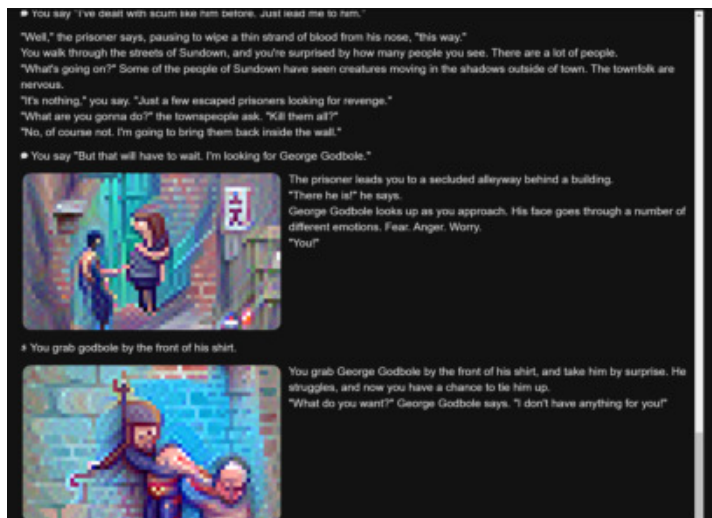 You say "I've dealt with scum like him before. Just lead me to him."
"Well," the prisoner says, pausing to wipe a thin strand of blood from his nose, "this way."
You walk through the streets of Sundown, and you're surprised by how many people you see. There are a lot of people.
"What's going on?" Some of the people of Sundown have seen creatures moving in the shadows outside of town. The townfolk are
nervous.
"It's nothing," you say. "Just a few escaped prisoners looking for revenge."
"What are you gonna do?" the townspeople ask. "Kill them all?"
"No, of course not. I'm going to bring them back inside the wall."
You say "But that will have to wait. I'm looking for George Godbole."
The prisoner leads you to a secluded alleyway behind a building.
"There he is!" he says.
George Godbole looks up as you approach. His face goes through a number of
different emotions. Fear. Anger. Worry.
"You!"
You grab godbole by the front of his shirt.
You grab George Godbole by the front of his shirt, and take him by surprise. He
struggles, and now you have a chance to tie him up.
"What do you want?" George Godbole says. "I don't have anything for you!"